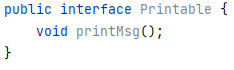 public interface Printable {
    void printMsg();
}